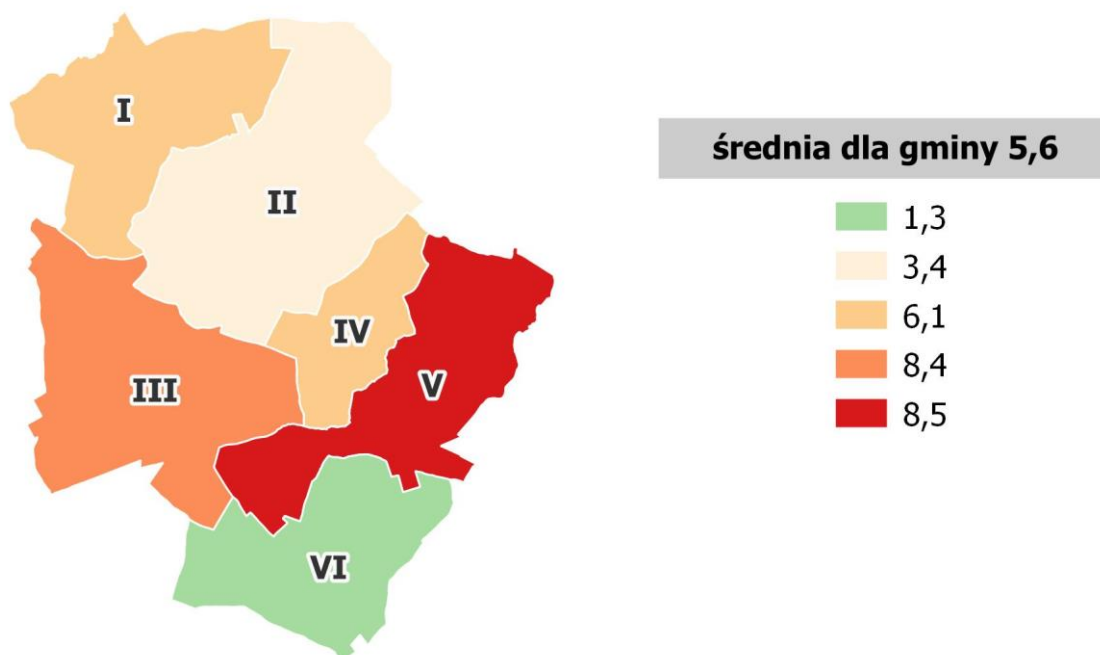 I
II
III
IV
V
VI
średnia dla gminy 5,6
1,3
3,4
6,1
8,4
8,5